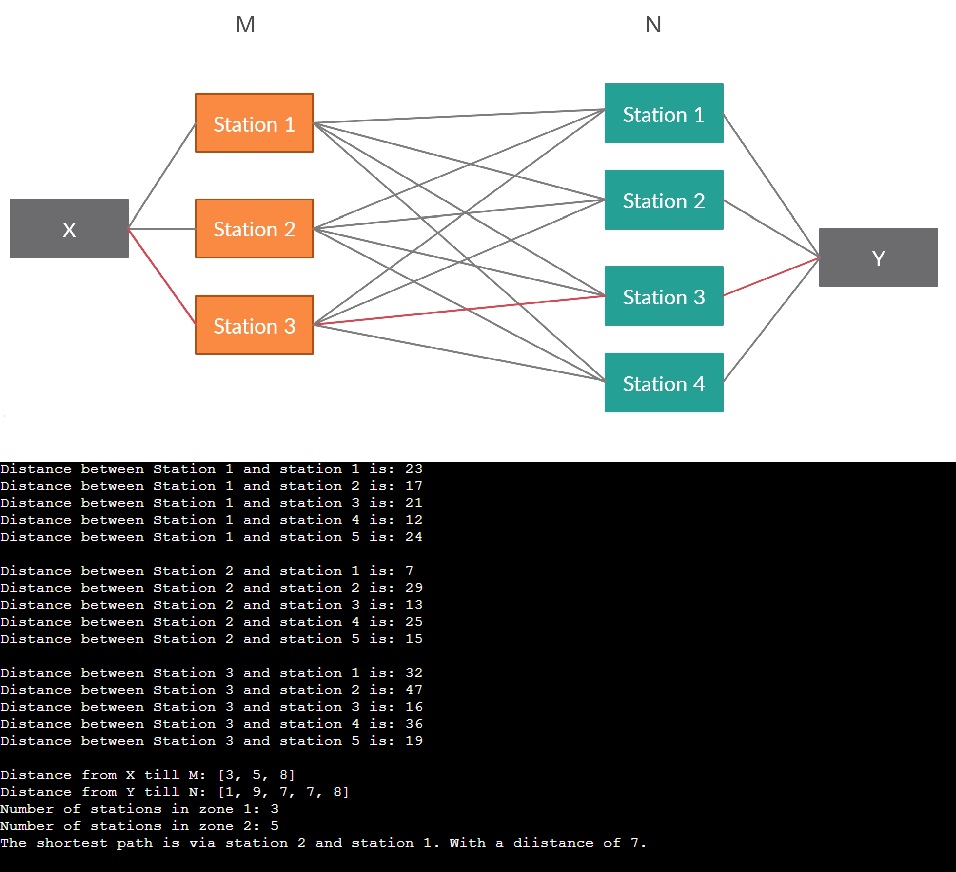 M
N
Station 1
Station 2
Station 3
X
Station 1
Station 2
Station 3
Station 4
Y
Distance between Station 1 and station 1 is: 23
Distance between Station 1 and station 2 is: 17
Distance between Station 1 and station 3 is: 21
Distance between Station 1 and station 4 is: 12
Distance between Station 1 and station 5 is: 24
Distance between Station 2 and station 1 is: 7
Distance between Station 2 and station 2 is: 29
Distance between Station 2 and station 3 is: 13
Distance between Station 2 and station 4 is: 25
Distance between Station 2 and station 5 is: 15
Distance between Station 3 and station 1 is: 32
Distance between Station 3 and station 2 is: 47
Distance between Station 3 and station 3 is: 16
Distance between Station 3 and station 4 is: 36
Distance between Station 3 and station 5 is: 19
Distance from X till M: [3, 5, 8]
Distance from Y till N: [1, 9, 7, 7, 8]
Number of stations in zone 1: 3
Number of stations in zone 2: 5
The shortest path is via station 2 and station 1. With a diistance of 7.